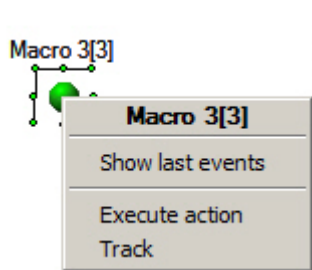 Macro 3[3]
Macro 3[3]
Show last events
Execute action
Track